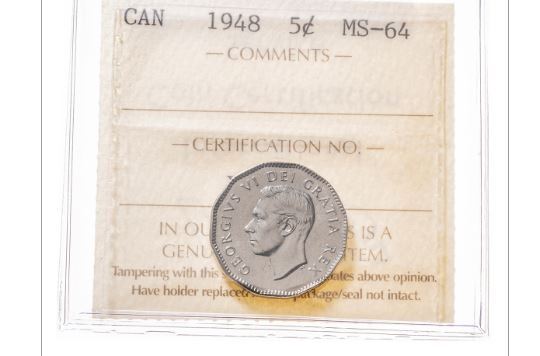 CAN 1948 5¢ MS-64
— COMMENTS —
— CERTIFICATION NO. —
GEORGIVS VI DEI GRATIA REX
IN OU S IS A
GENU TEM.
Tampering with this ates above opinion.
Have holder replaced package/seal not intact.